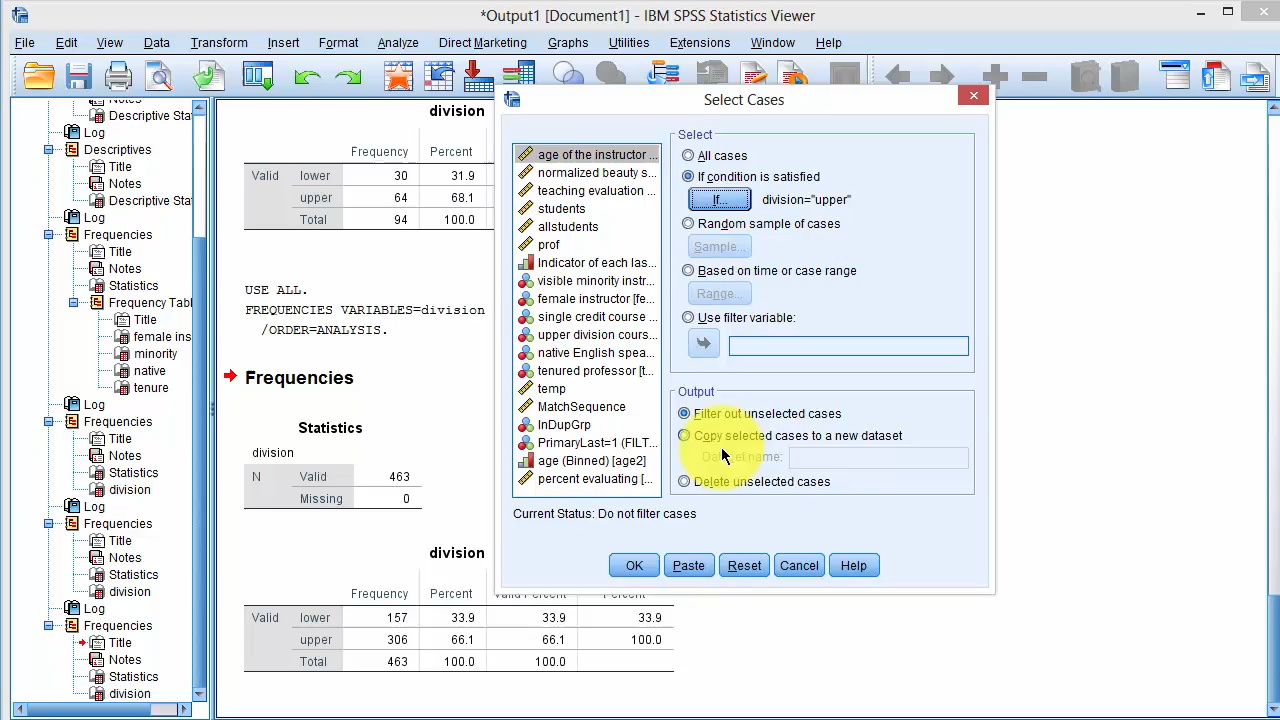 *Output1 [Document1] - IBM SPSS Statistics Viewer
File Edit View Data Transform Insert Format Analyze Direct Marketing Graphs Utilities Extensions Window Help
Notes
Descriptive Sta
Log
Descriptives
Title
Notes
Descriptive Sta
Log
Frequencies
Title
Notes
Statistics
Frequency Tabl
Title
female ins
minority
native
tenure
Log
Frequencies
Title
Notes
Statistics
division
Log
Frequencies
Title
Notes
Statistics
division
Log
Frequencies
Title
Notes
Statistics
division
division
Frequency Percent
Valid lower 30 31.9
upper 64 68.1
Total 94 100.0
USE ALL.
FREQUENCIES VARIABLES=division
/ORDER=ANALYSIS.
Frequencies
Statistics
division
N Valid 463
Missing 0
division
Frequency Percent Valid Percent Percent
Valid lower 157 33.9 33.9 33.9
upper 306 66.1 66.1 100.0
Total 463 100.0 100.0
Select Cases
age of the instructor ...
normalized beauty s...
teaching evaluation ...
students
allstudents
prof
Indicator of each las...
visible minority instr...
female instructor [fe...
single credit course ...
upper division cours...
native English spea...
tenured professor [t...
temp
MatchSequence
InDupGrp
PrimaryLast=1 (FILT...
age (Binned) [age2]
percent evaluating [...
Select
All cases
If condition is satisfied
If... division="upper"
Random sample of cases
Sample...
Based on time or case range
Range...
Use filter variable:
Output
Filter out unselected cases
Copy selected cases to a new dataset
Dataset name:
Delete unselected cases
Current Status: Do not filter cases
OK Paste Reset Cancel Help